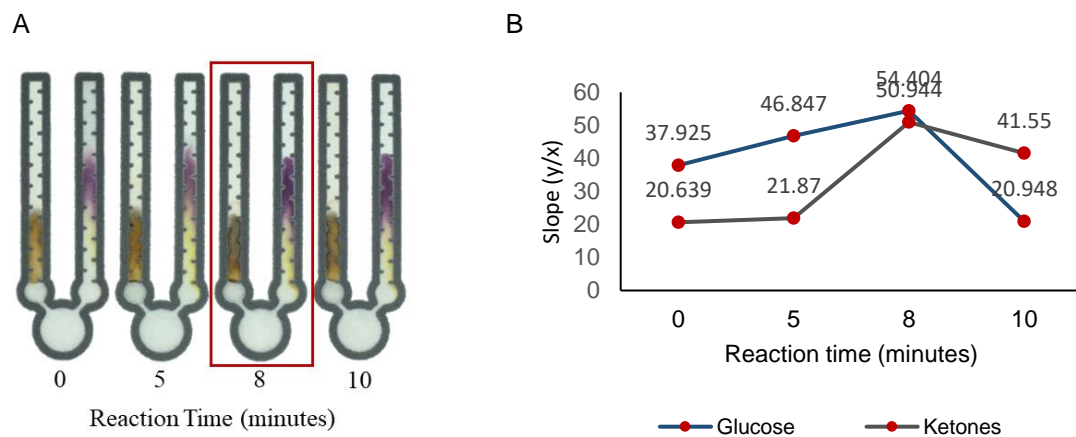 A
0 5 8 10
Reaction Time (minutes)
B
Slope (y/x)
60
50
40
30
20
10
0
37.925
46.847
54.404
50.944
41.55
20.639
21.87
20.948
0 5 8 10
Reaction time (minutes)
Glucose Ketones